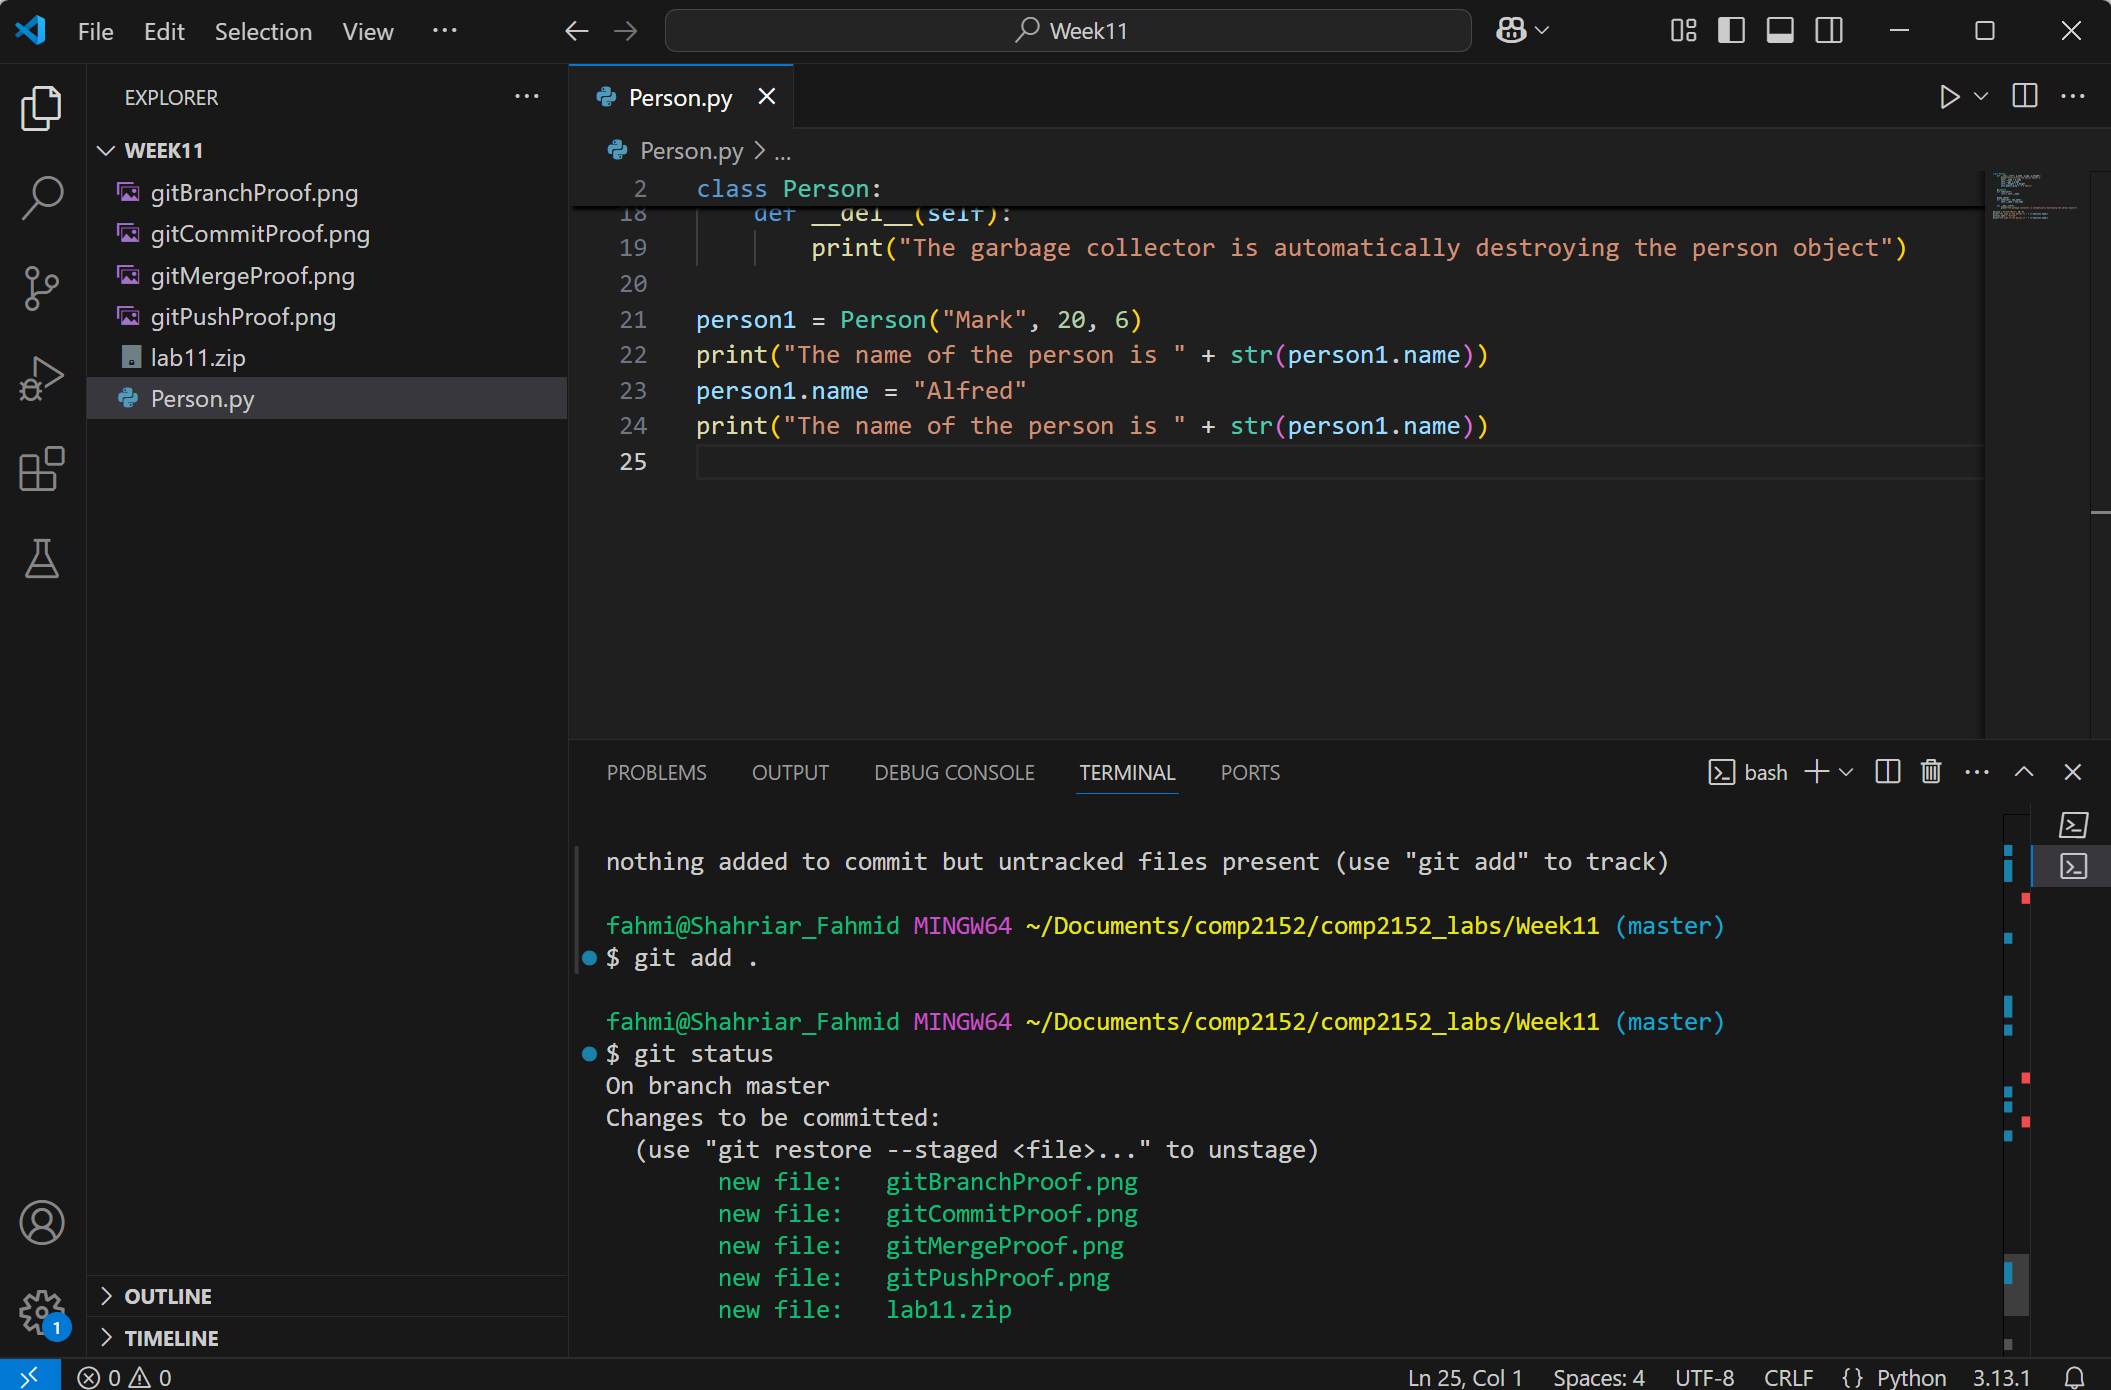 File Edit Selection View ...
Week11
EXPLORER
WEEK11
gitBranchProof.png
gitCommitProof.png
gitMergeProof.png
gitPushProof.png
lab11.zip
Person.py
OUTLINE
TIMELINE
Person.py
Person.py > ...
2 class Person:
18 def __del__(self):
19 print("The garbage collector is automatically destroying the person object")
20
21 person1 = Person("Mark", 20, 6)
22 print("The name of the person is " + str(person1.name))
23 person1.name = "Alfred"
24 print("The name of the person is " + str(person1.name))
25
PROBLEMS OUTPUT DEBUG CONSOLE TERMINAL PORTS
bash
nothing added to commit but untracked files present (use "git add" to track)
fahmi@Shahriar_Fahmid MINGW64 ~/Documents/comp2152/comp2152_labs/Week11 (master)
$ git add .
fahmi@Shahriar_Fahmid MINGW64 ~/Documents/comp2152/comp2152_labs/Week11 (master)
$ git status
On branch master
Changes to be committed:
(use "git restore --staged <file>..." to unstage)
new file: gitBranchProof.png
new file: gitCommitProof.png
new file: gitMergeProof.png
new file: gitPushProof.png
new file: lab11.zip
1
0 0
Ln 25, Col 1 Spaces: 4 UTF-8 CRLF {} Python 3.13.1